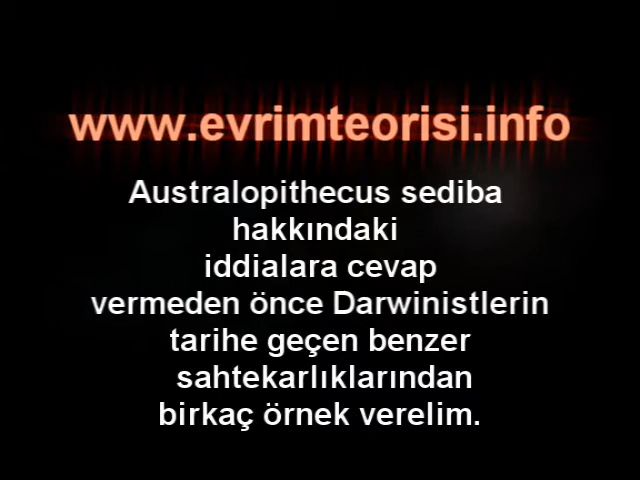 www.evrimteorisi.info
Australopithecus sediba
hakkındaki
iddialara cevap
vermeden önce Darwinistlerin
tarihe geçen benzer
sahtekarlıklarından
birkaç örnek verelim.